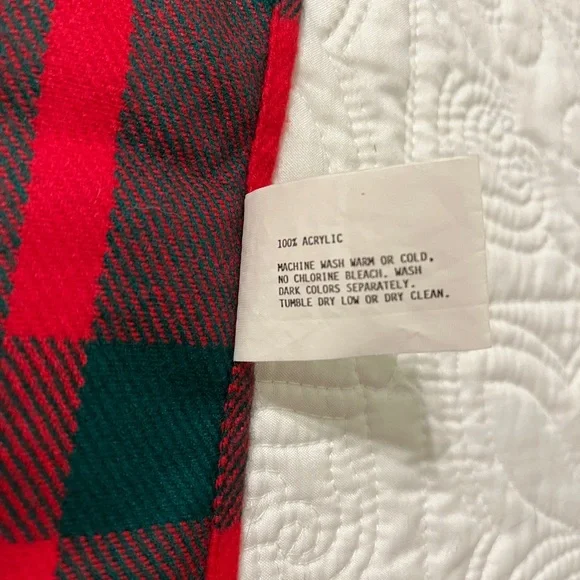 100% ACRYLIC
MACHINE WASH WARM OR COLD.
NO CHLORINE BLEACH. WASH
DARK COLORS SEPARATELY.
TUMBLE DRY LOW OR DRY CLEAN.